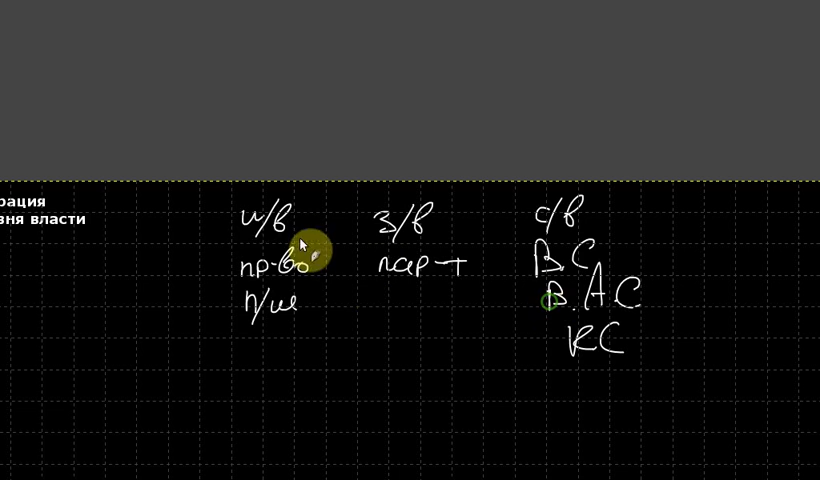 рация
вня власти
и/в з/в с/в
пр-во пар-т В.С.
п/ш В.А.С.
КС